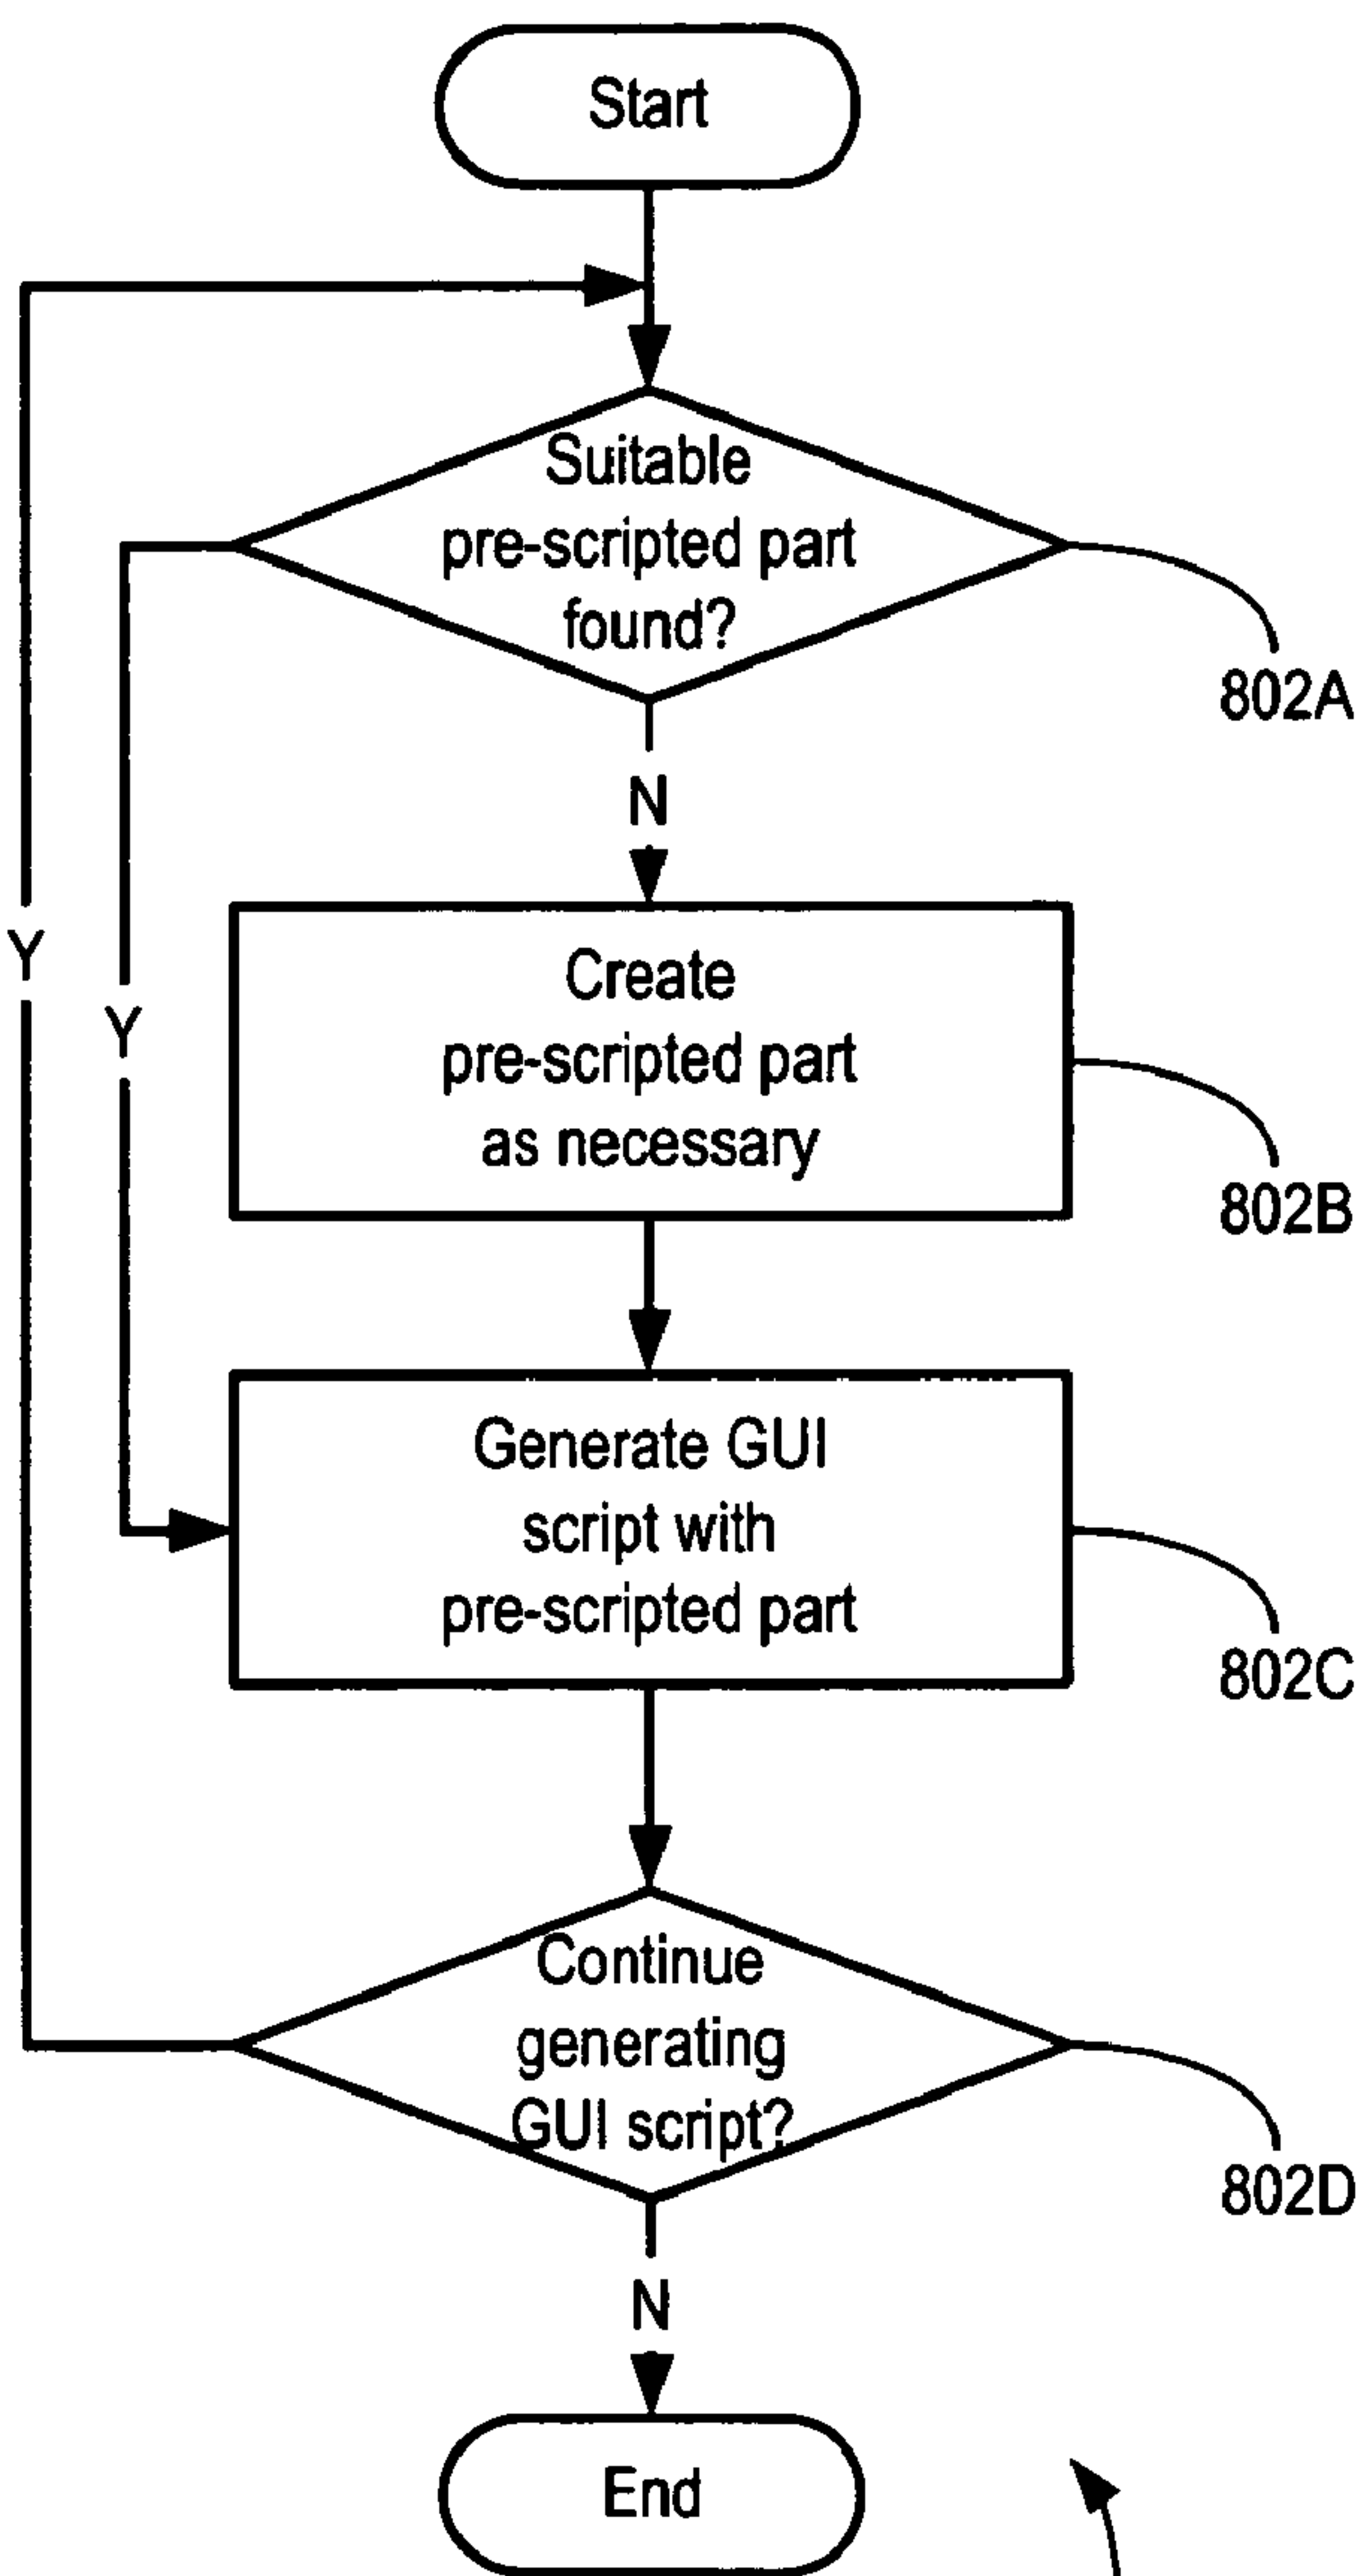 Start
Suitable
pre-scripted part
found?
802A
N
Y
Create
pre-scripted part
as necessary
802B
Y
Generate GUI
script with
pre-scripted part
802C
Continue
generating
GUI script?
802D
N
End